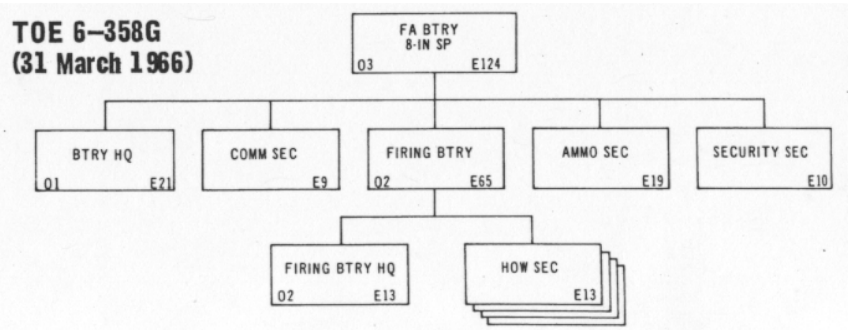 TOE 6-358G
(31 March 1966)
FA BTRY
8-IN SP
O3 E124
BTRY HQ
O1 E21
COMM SEC
E9
FIRING BTRY
O2 E65
AMMO SEC
E19
SECURITY SEC
E10
FIRING BTRY HQ
O2 E13
HOW SEC
E13